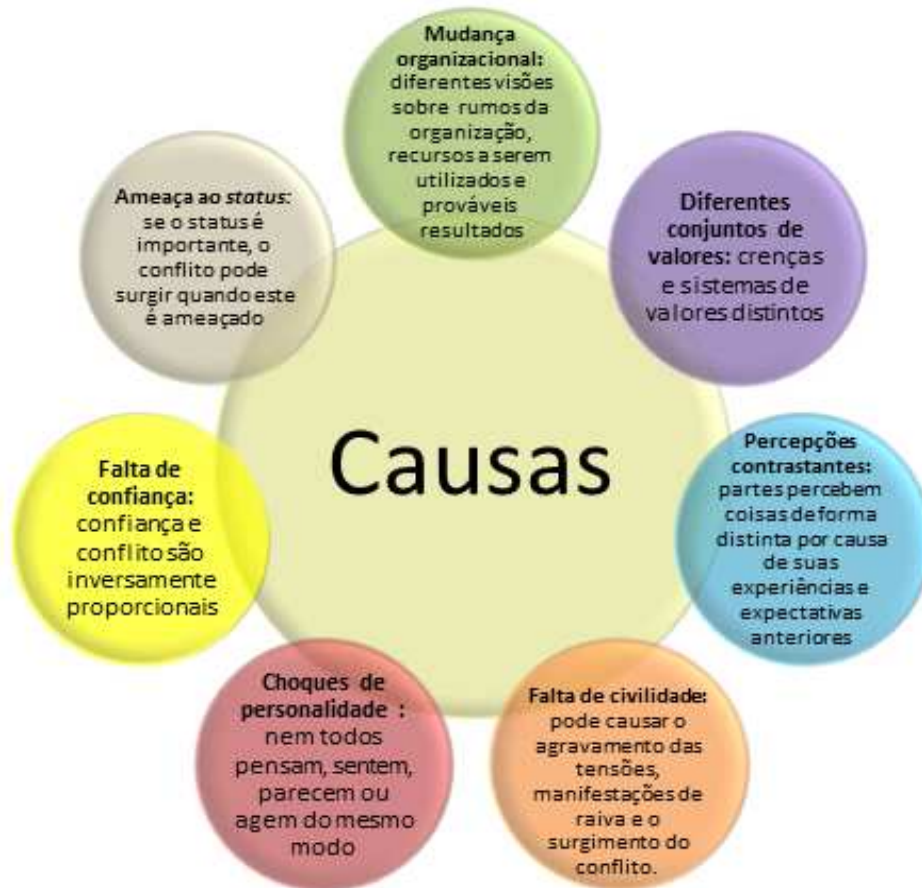 Causas
Mudança
organizacional:
diferentes visões
sobre rumos da
organização,
recursos a serem
utilizados e
prováveis
resultados
Diferentes
conjuntos de
valores: crenças
e sistemas de
valores distintos
Percepções
contrastantes:
partes percebem
coisas de forma
distinta por causa
de suas
experiências e
expectativas
anteriores
Falta de civilidade:
pode causar o
agravamento das
tensões,
manifestações de
raiva e o
surgimento do
conflito.
Choques de
personalidade :
nem todos
pensam, sentem,
parecem ou
agem do mesmo
modo
Falta de
confiança:
confiança e
conflito são
inversamente
proporcionais
Ameaça ao status:
se o status é
importante, o
conflito pode
surgir quando este
é ameaçado